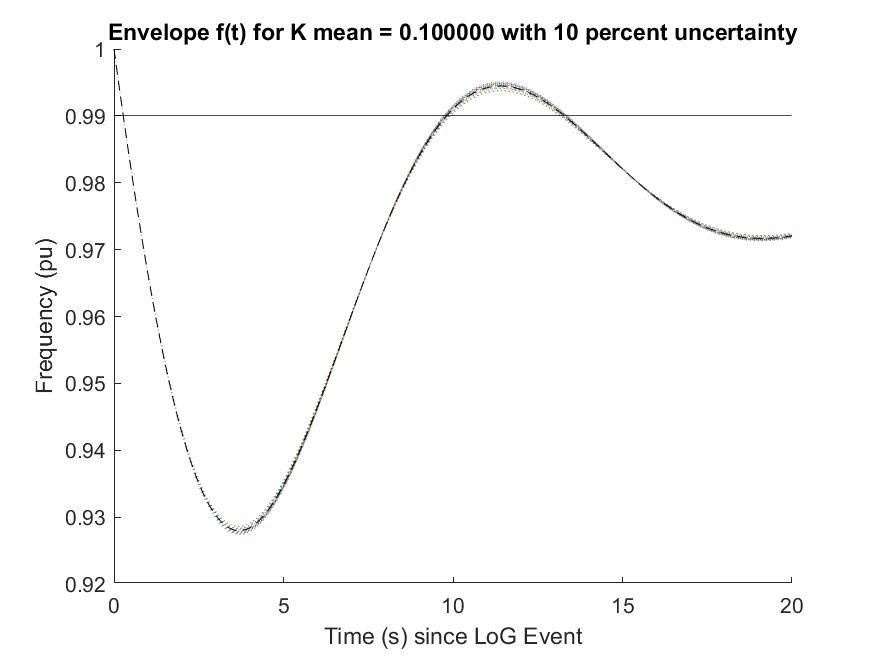 Envelope f(t) for K mean = 0.100000 with 10 percent uncertainty
1
0.99
0.98
0.97
0.96
0.95
0.94
0.93
0.92
Frequency (pu)
0 5 10 15 20
Time (s) since LoG Event